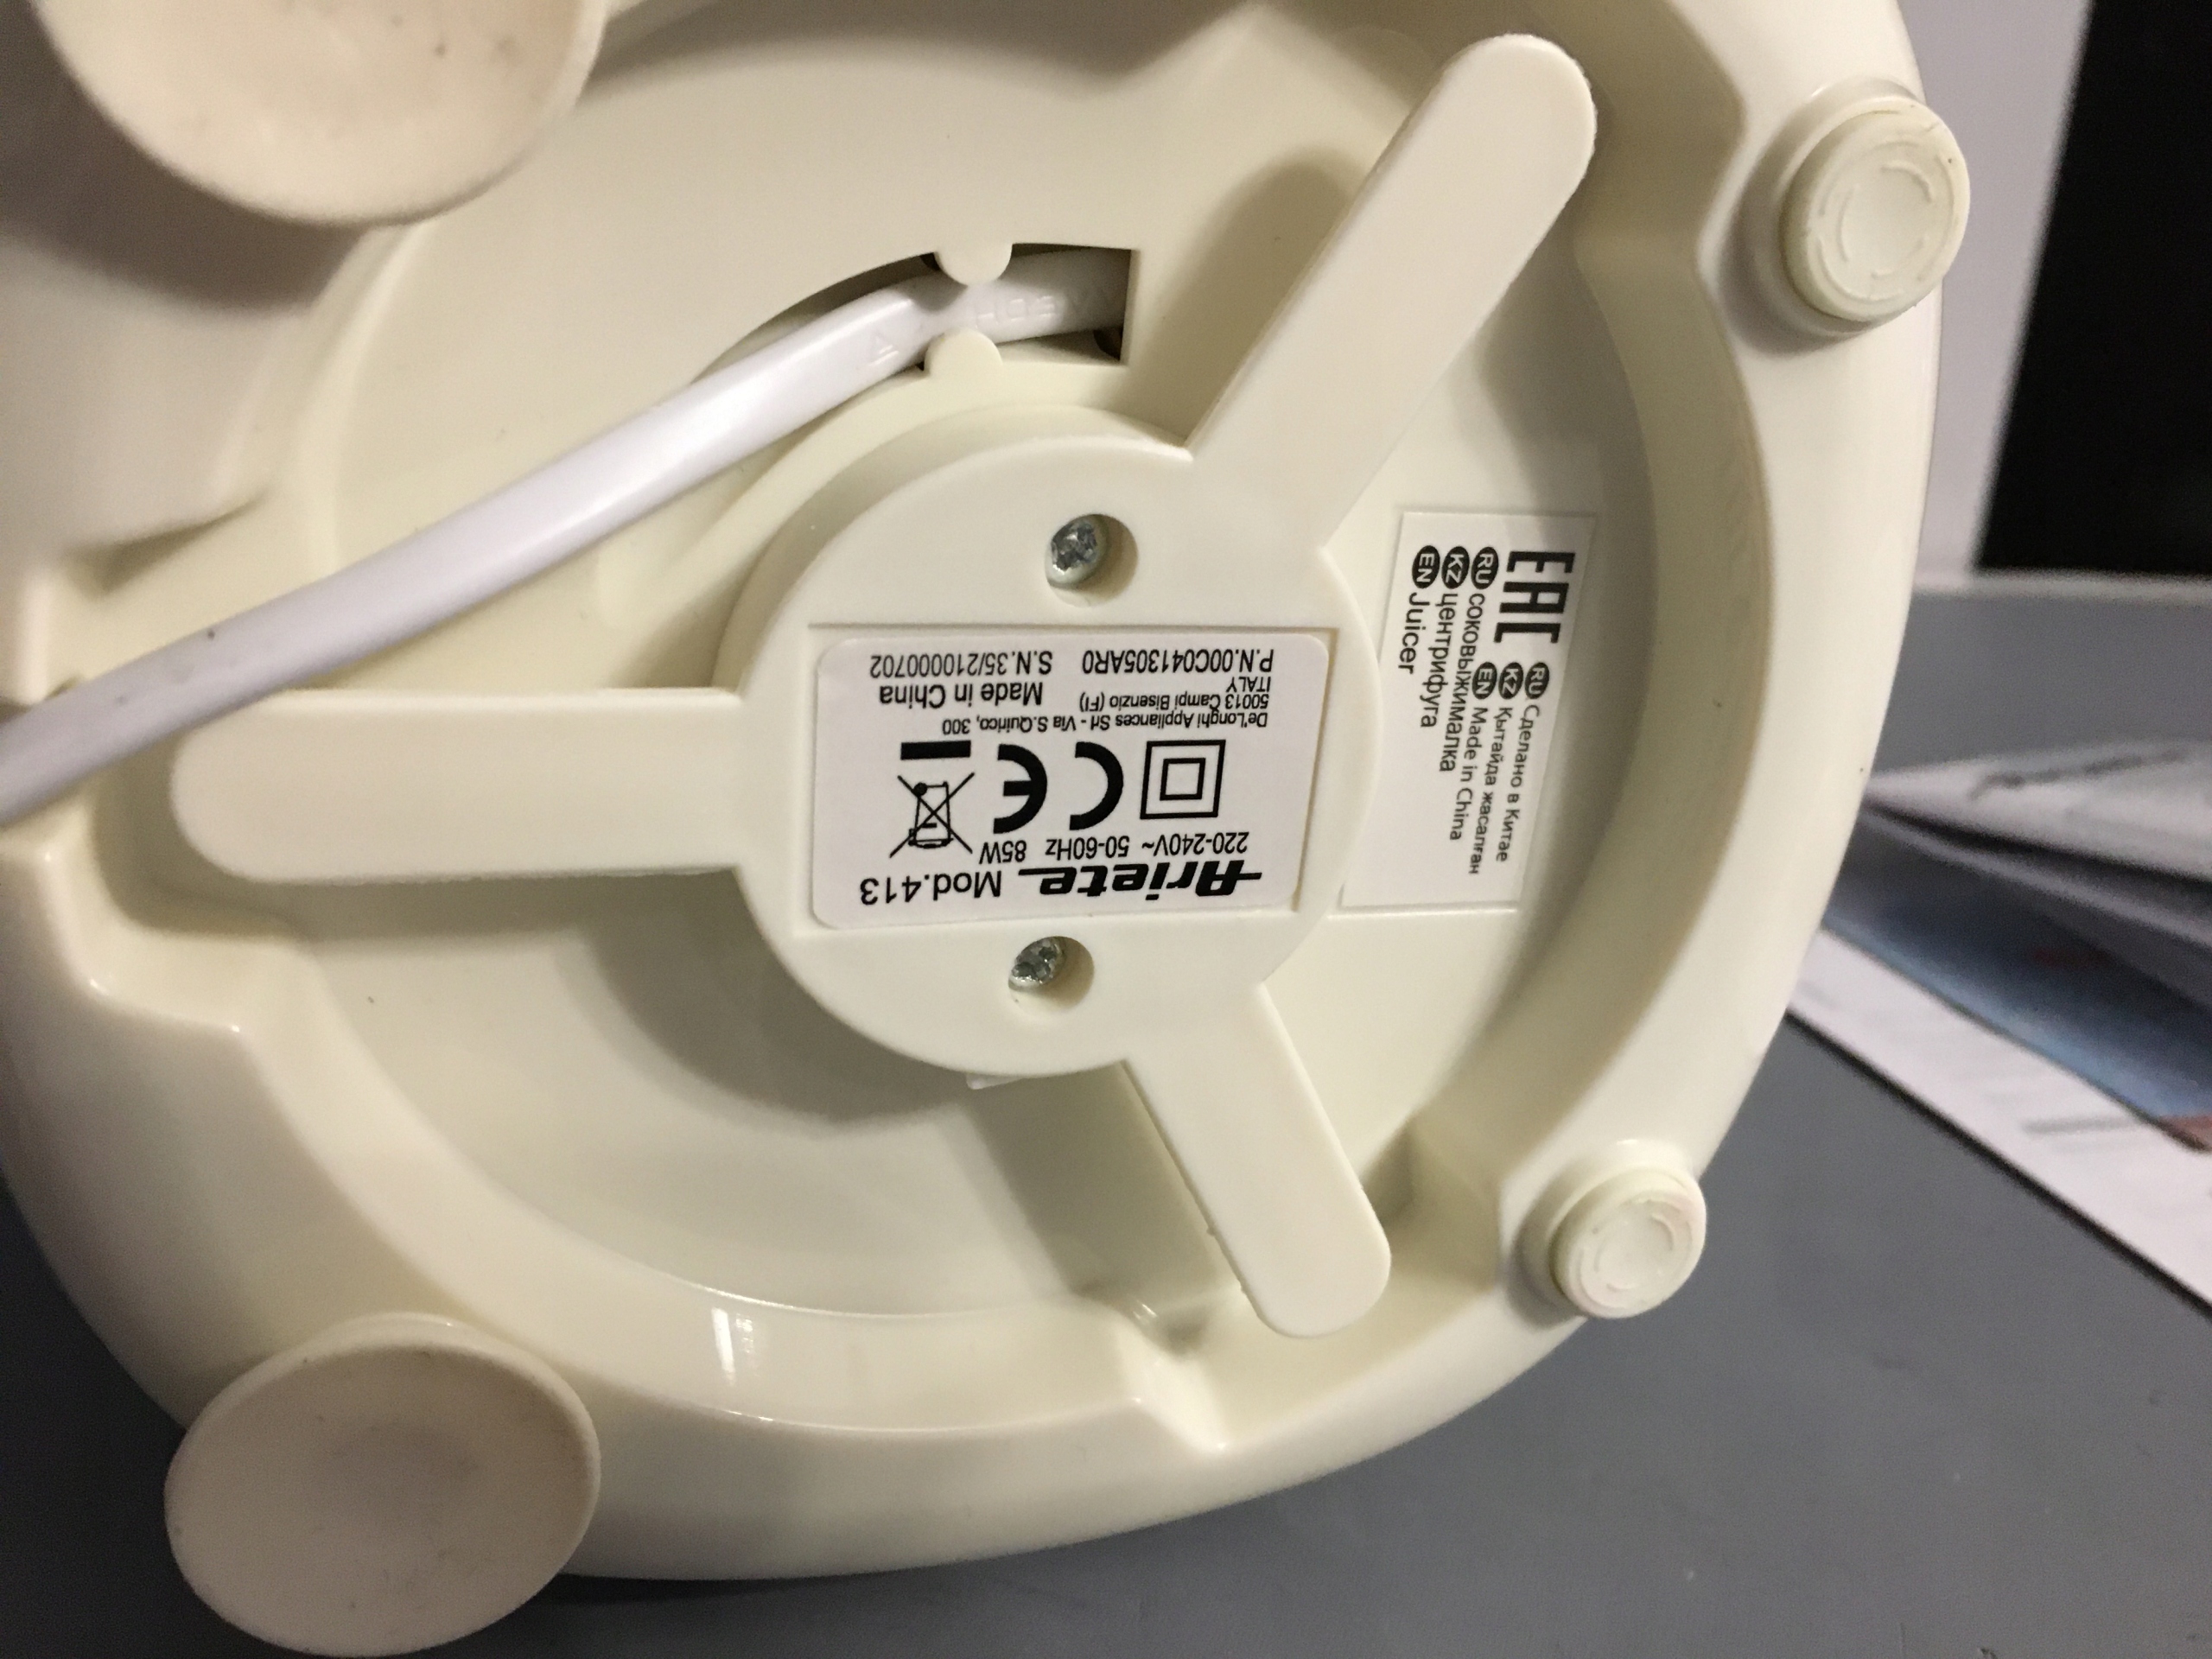 Ariete Mod.413
220-240V~ 50-60Hz 85W
CE
De'Longhi Appliances Srl - Via S.Quirico, 300
50013 Campi Bisenzio (FI)
ITALY
Made in China
P.N.00C041305AR0 S.N.35/210000702
EAC
RU Сделано в Китае
KZ Қытайда жасалған
EN Made in China
RU соковыжималка
KZ центрифуга
EN Juicer